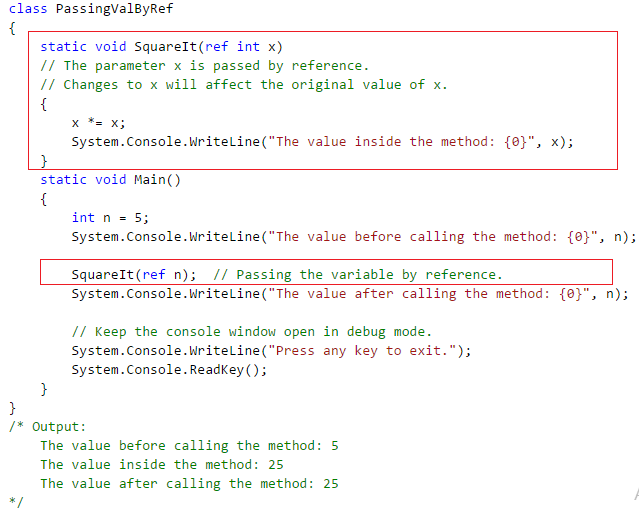 class PassingValByRef
{
    static void SquareIt(ref int x)
    // The parameter x is passed by reference.
    // Changes to x will affect the original value of x.
    {
        x *= x;
        System.Console.WriteLine("The value inside the method: {0}", x);
    }
    static void Main()
    {
        int n = 5;
        System.Console.WriteLine("The value before calling the method: {0}", n);

        SquareIt(ref n);  // Passing the variable by reference.
        System.Console.WriteLine("The value after calling the method: {0}", n);

        // Keep the console window open in debug mode.
        System.Console.WriteLine("Press any key to exit.");
        System.Console.ReadKey();
    }
}
/* Output:
    The value before calling the method: 5
    The value inside the method: 25
    The value after calling the method: 25
*/